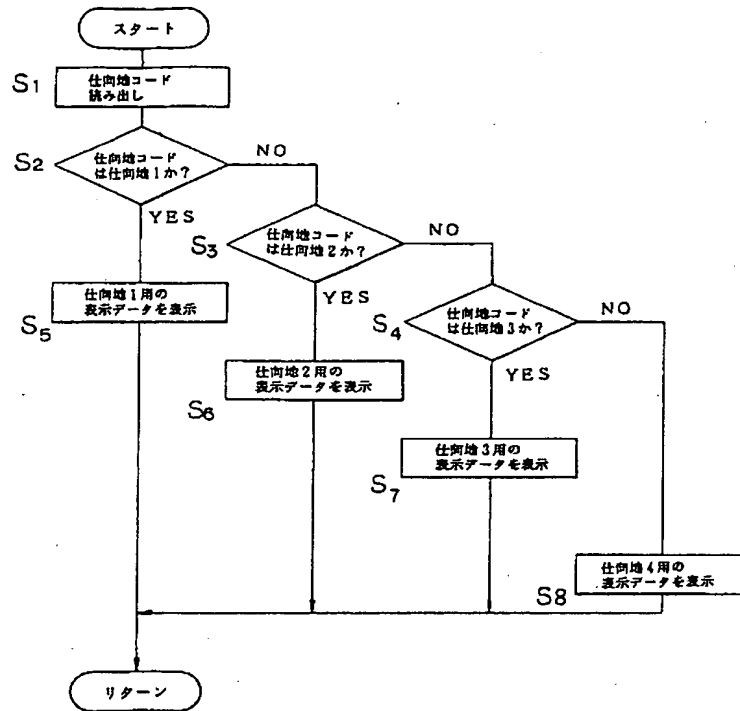 スタート
S1
仕向地コード
読み出し
S2
仕向地コード
は仕向地1か?
NO
YES
S3
仕向地コード
は仕向地2か?
NO
YES
S5
仕向地1用の
表示データを表示
S4
仕向地コード
は仕向地3か?
NO
YES
S6
仕向地2用の
表示データを表示
S7
仕向地3用の
表示データを表示
S8
仕向地4用の
表示データを表示
リターン